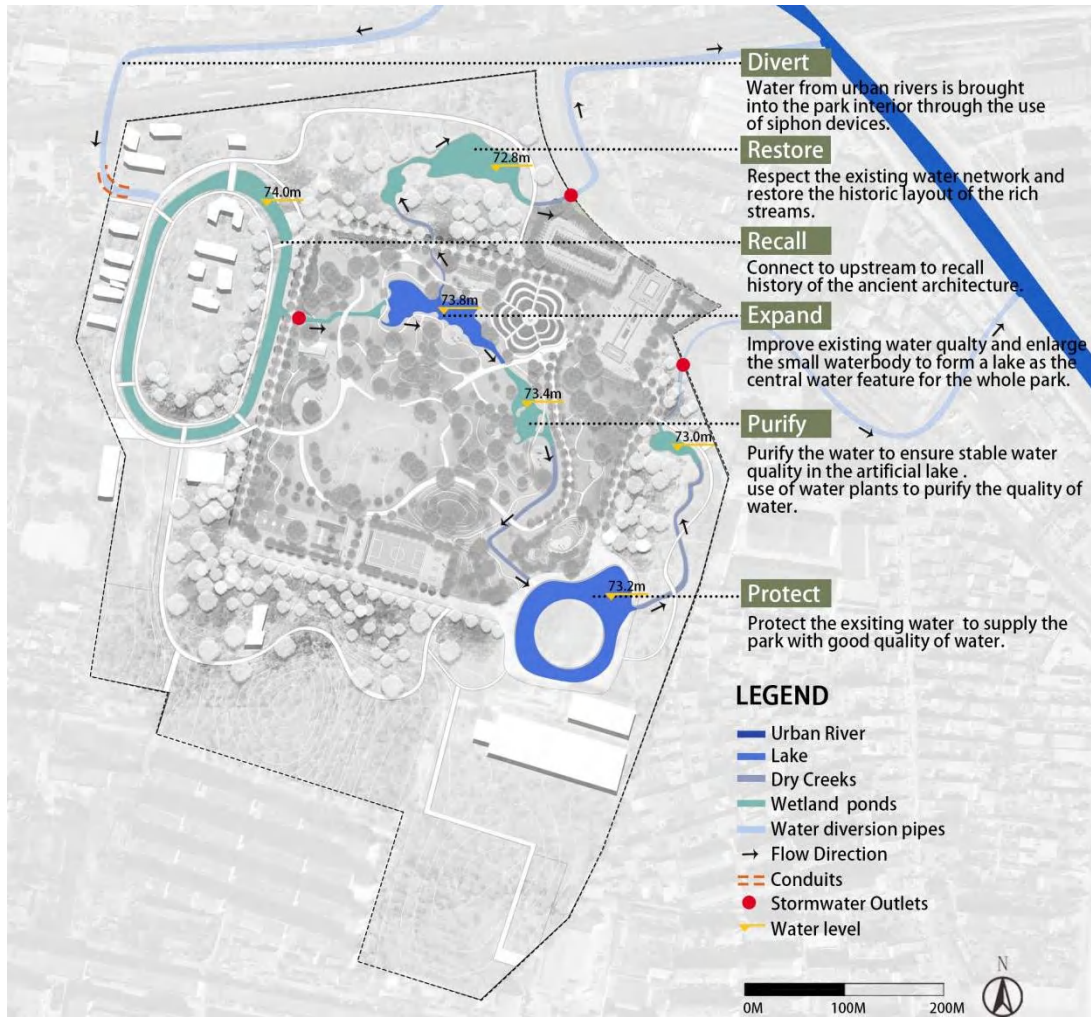 Divert
Water from urban rivers is brought
into the park interior through the use
of siphon devices.
Restore
Respect the existing water network and
restore the historic layout of the rich
streams.
Recall
Connect to upstream to recall
history of the ancient architecture.
Expand
Improve existing water qualty and enlarge
the small waterbody to form a lake as the
central water feature for the whole park.
Purify
Purify the water to ensure stable water
quality in the artificial lake .
use of water plants to purify the quality of
water.
Protect
Protect the exsiting water to supply the
park with good quality of water.
72.8m
74.0m
73.8m
73.4m
73.0m
73.2m
LEGEND
Urban River
Lake
Dry Creeks
Wetland ponds
Water diversion pipes
Flow Direction
Conduits
Stormwater Outlets
Water level
N
0M 100M 200M